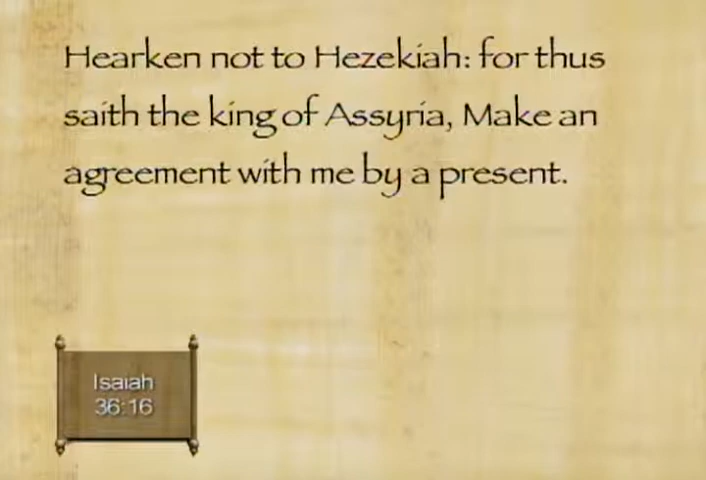 Hearken not to Hezekiah: for thus
saith the king of Assyria, Make an
agreement with me by a present.
Isaiah
36:16